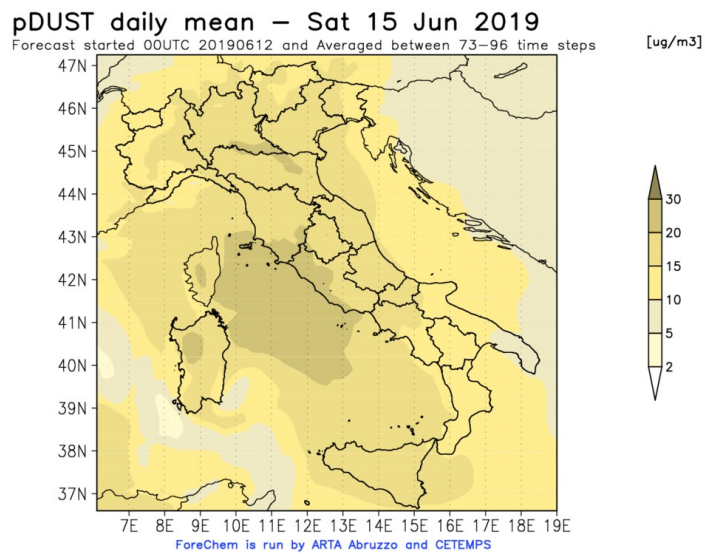 pDUST daily mean — Sat 15 Jun 2019
Forecast started 00UTC 20190612 and Averaged between 73—96 time steps
[ug/m3]
47N
46N
45N
44N
43N
42N
41N
40N
39N
38N
37N
30
20
15
10
5
2
7E 8E 9E 10E 11E 12E 13E 14E 15E 16E 17E 18E 19E
ForeChem is run by ARTA Abruzzo and CETEMPS